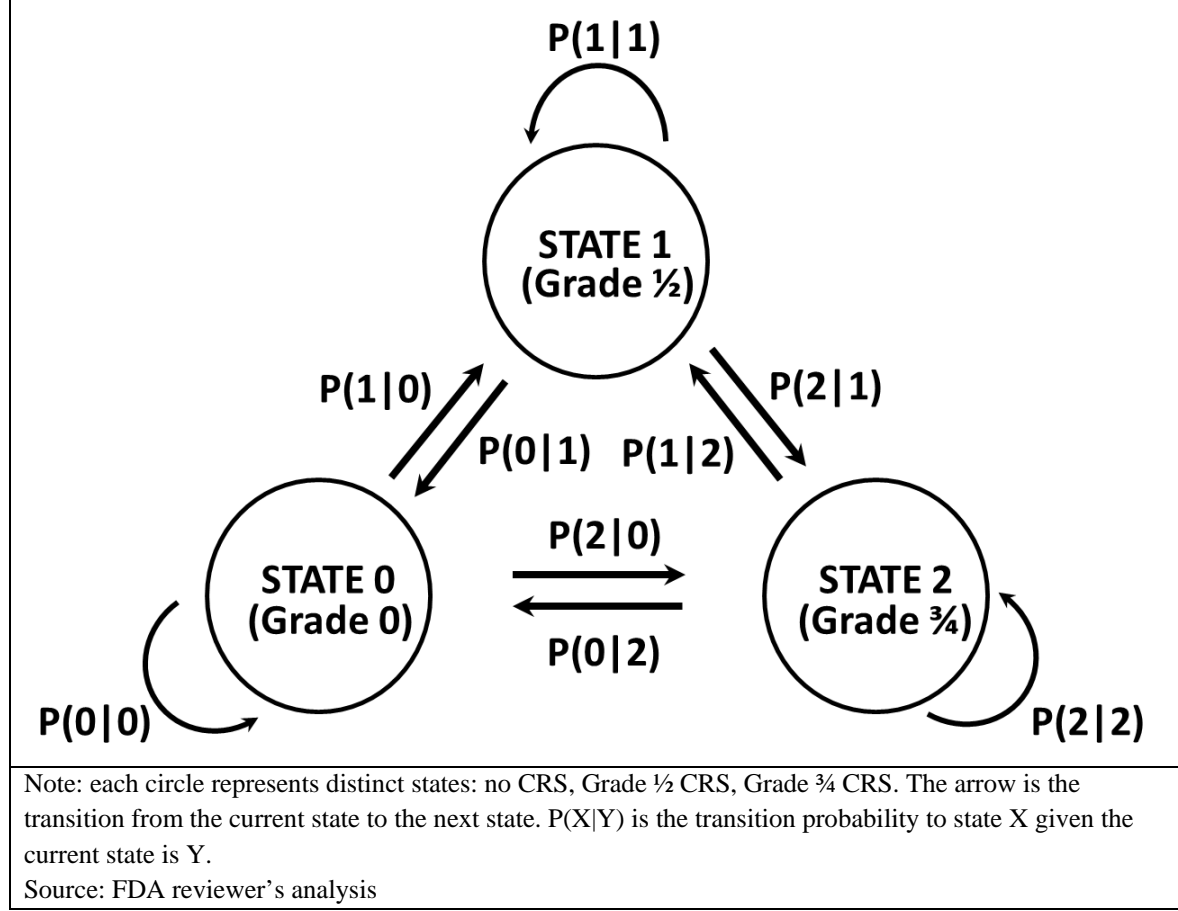 P(1|1)
STATE 1
(Grade ½)
P(1|0)
P(2|1)
P(0|1)
P(1|2)
P(2|0)
STATE 0
(Grade 0)
STATE 2
(Grade ¾)
P(0|2)
P(0|0)
P(2|2)
Note: each circle represents distinct states: no CRS, Grade ½ CRS, Grade ¾ CRS. The arrow is the
transition from the current state to the next state. P(X|Y) is the transition probability to state X given the
current state is Y.
Source: FDA reviewer’s analysis